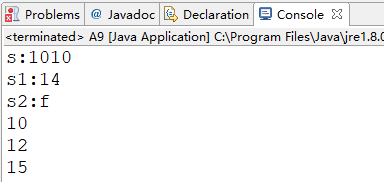 Problems @ Javadoc Declaration Console
<terminated> A9 [Java Application] C:\Program Files\Java\jre1.8.0
s:1010
s1:14
s2:f
10
12
15